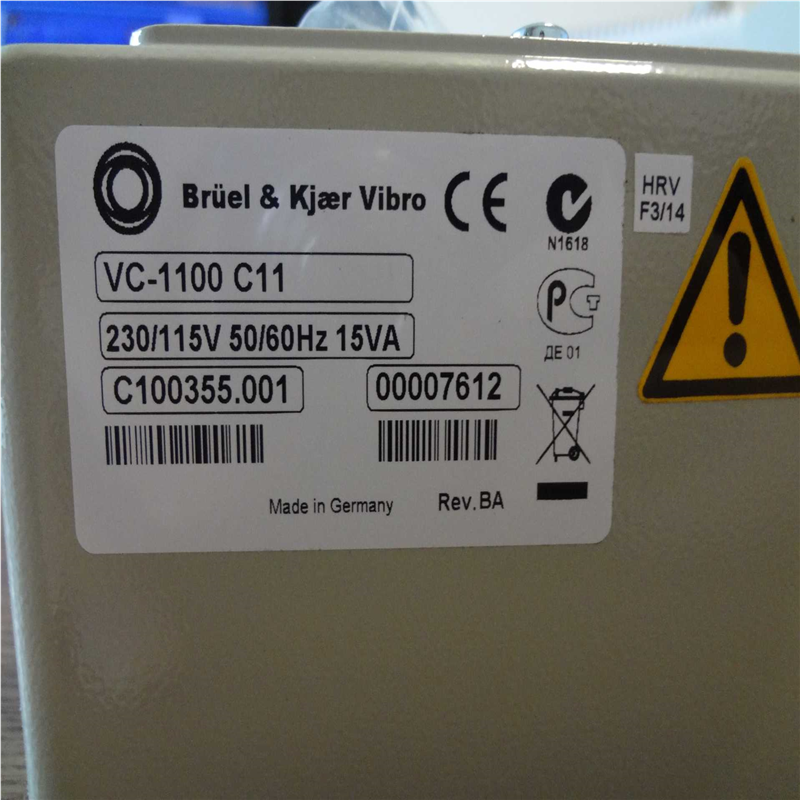 Brüel & Kjær Vibro
N1618
VC-1100 C11
230/115V 50/60Hz 15VA
C100355.001
00007612
ДЕ 01
Made in Germany
Rev.BA
HRV
F3/14